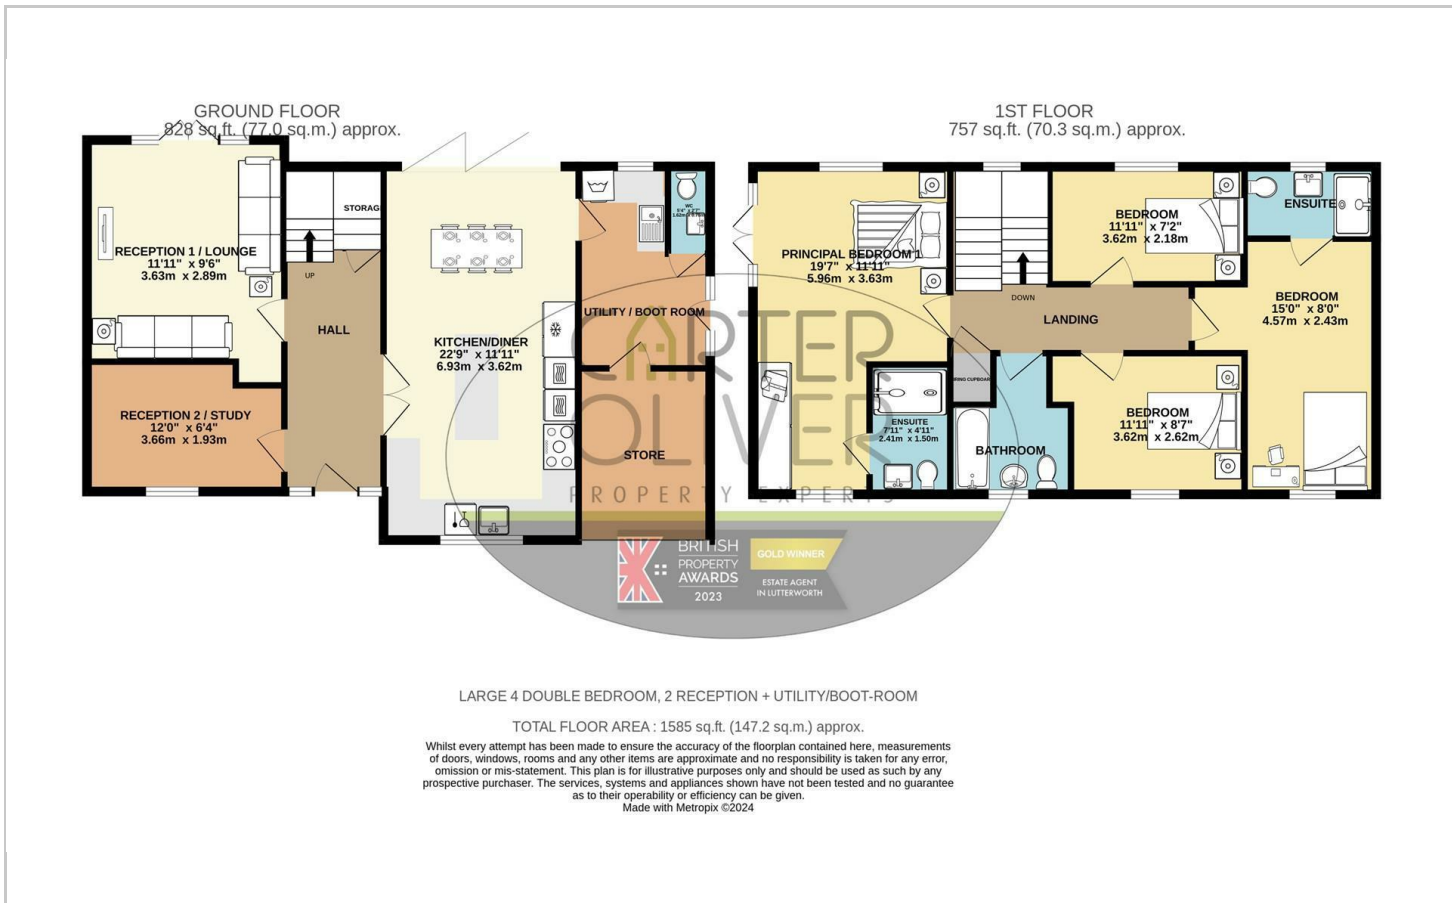 GROUND FLOOR
828 sq.ft. (77.0 sq.m.) approx.
RECEPTION 1 / LOUNGE
11'11" x 9'6"
3.63m x 2.89m
STORAG
UP
HALL
RECEPTION 2 / STUDY
12'0" x 6'4"
3.66m x 1.93m
KITCHEN/DINER
22'9" x 11'11"
6.93m x 3.62m
WC
UTILITY / BOOT ROOM
STORE
1ST FLOOR
757 sq.ft. (70.3 sq.m.) approx.
PRINCIPAL BEDROOM 1
19'7" x 11'11"
5.96m x 3.63m
BEDROOM
11'11" x 7'2"
3.62m x 2.18m
ENSUITE
DOWN
LANDING
BEDROOM
15'0" x 8'0"
4.57m x 2.43m
CUPBOAR
ENSUITE
7'11" x 4'11"
2.41m x 1.50m
BATHROOM
BEDROOM
11'11" x 8'7"
3.62m x 2.62m
CARTER
OLIVER
PROPERTY EXPERTS
BRITISH
PROPERTY
AWARDS
2023
GOLD WINNER
ESTATE AGENT
IN LUTTERWORTH
LARGE 4 DOUBLE BEDROOM, 2 RECEPTION + UTILITY/BOOT-ROOM
TOTAL FLOOR AREA : 1585 sq.ft. (147.2 sq.m.) approx.
Whilst every attempt has been made to ensure the accuracy of the floorplan contained here, measurements
of doors, windows, rooms and any other items are approximate and no responsibility is taken for any error,
omission or mis-statement. This plan is for illustrative purposes only and should be used as such by any
prospective purchaser. The services, systems and appliances shown have not been tested and no guarantee
as to their operability or efficiency can be given.
Made with Metropix ©2024